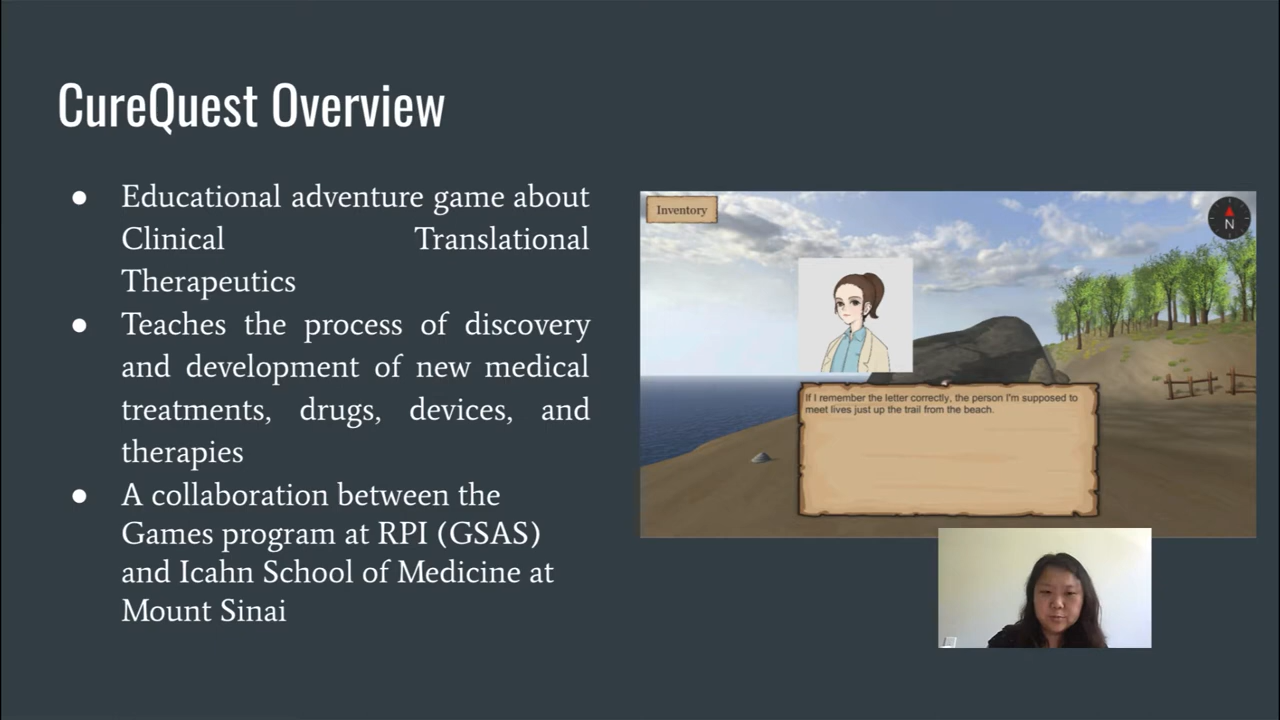 CureQuest Overview
● Educational adventure game about
Clinical Translational
Therapeutics
● Teaches the process of discovery
and development of new medical
treatments, drugs, devices, and
therapies
● A collaboration between the
Games program at RPI (GSAS)
and Icahn School of Medicine at
Mount Sinai
Inventory
N
If I remember the letter correctly, the person I'm supposed to
meet lives just up the trail from the beach.